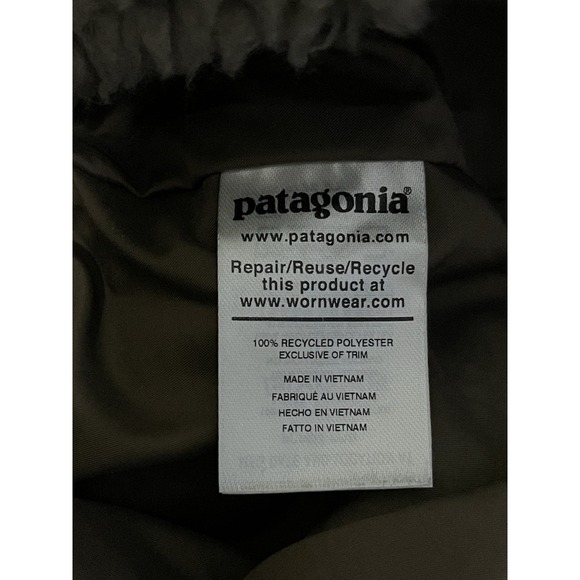 patagonia®
www.patagonia.com
Repair/Reuse/Recycle
this product at
www.wornwear.com
100% RECYCLED POLYESTER
EXCLUSIVE OF TRIM
MADE IN VIETNAM
FABRIQUÉ AU VIETNAM
HECHO EN VIETNAM
FATTO IN VIETNAM